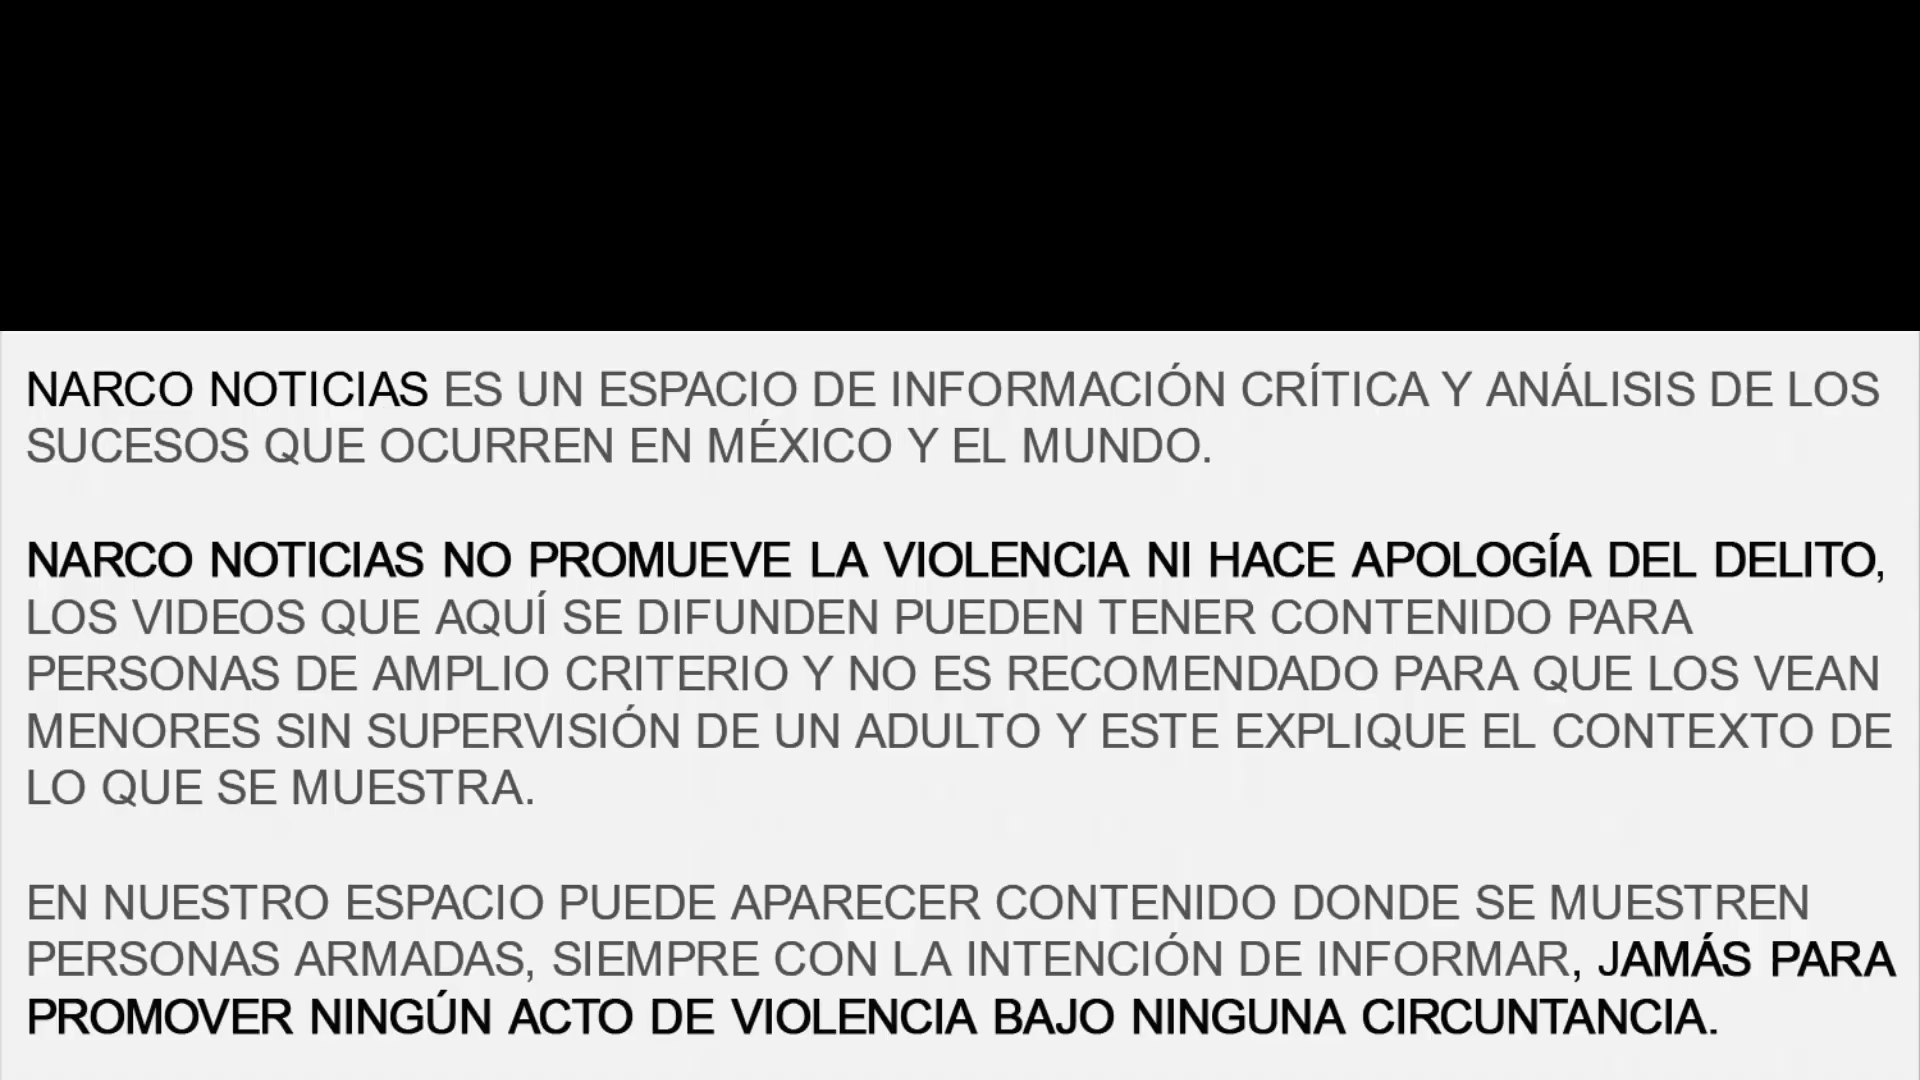 NARCO NOTICIAS ES UN ESPACIO DE INFORMACIÓN CRÍTICA Y ANÁLISIS DE LOS
SUCESOS QUE OCURREN EN MÉXICO Y EL MUNDO.
NARCO NOTICIAS NO PROMUEVE LA VIOLENCIA NI HACE APOLOGÍA DEL DELITO,
LOS VIDEOS QUE AQUÍ SE DIFUNDEN PUEDEN TENER CONTENIDO PARA
PERSONAS DE AMPLIO CRITERIO Y NO ES RECOMENDADO PARA QUE LOS VEAN
MENORES SIN SUPERVISIÓN DE UN ADULTO Y ESTE EXPLIQUE EL CONTEXTO DE
LO QUE SE MUESTRA.
EN NUESTRO ESPACIO PUEDE APARECER CONTENIDO DONDE SE MUESTREN
PERSONAS ARMADAS, SIEMPRE CON LA INTENCIÓN DE INFORMAR, JAMÁS PARA
PROMOVER NINGÚN ACTO DE VIOLENCIA BAJO NINGUNA CIRCUNTANCIA.